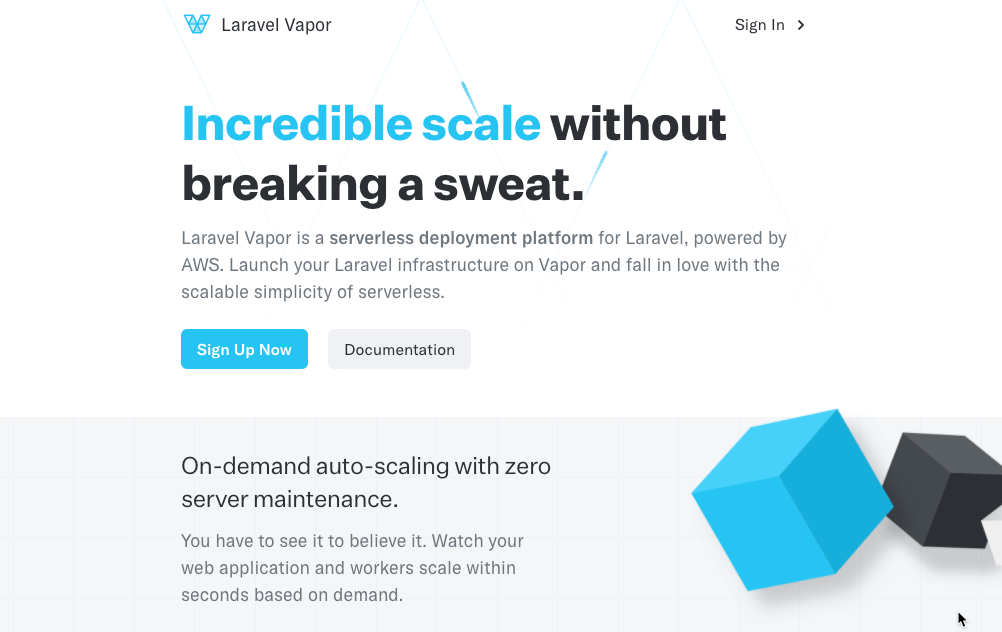 Laravel Vapor
Sign In
Incredible scale without
breaking a sweat.
Laravel Vapor is a serverless deployment platform for Laravel, powered by
AWS. Launch your Laravel infrastructure on Vapor and fall in love with the
scalable simplicity of serverless.
Sign Up Now
Documentation
On-demand auto-scaling with zero
server maintenance.
You have to see it to believe it. Watch your
web application and workers scale within
seconds based on demand.